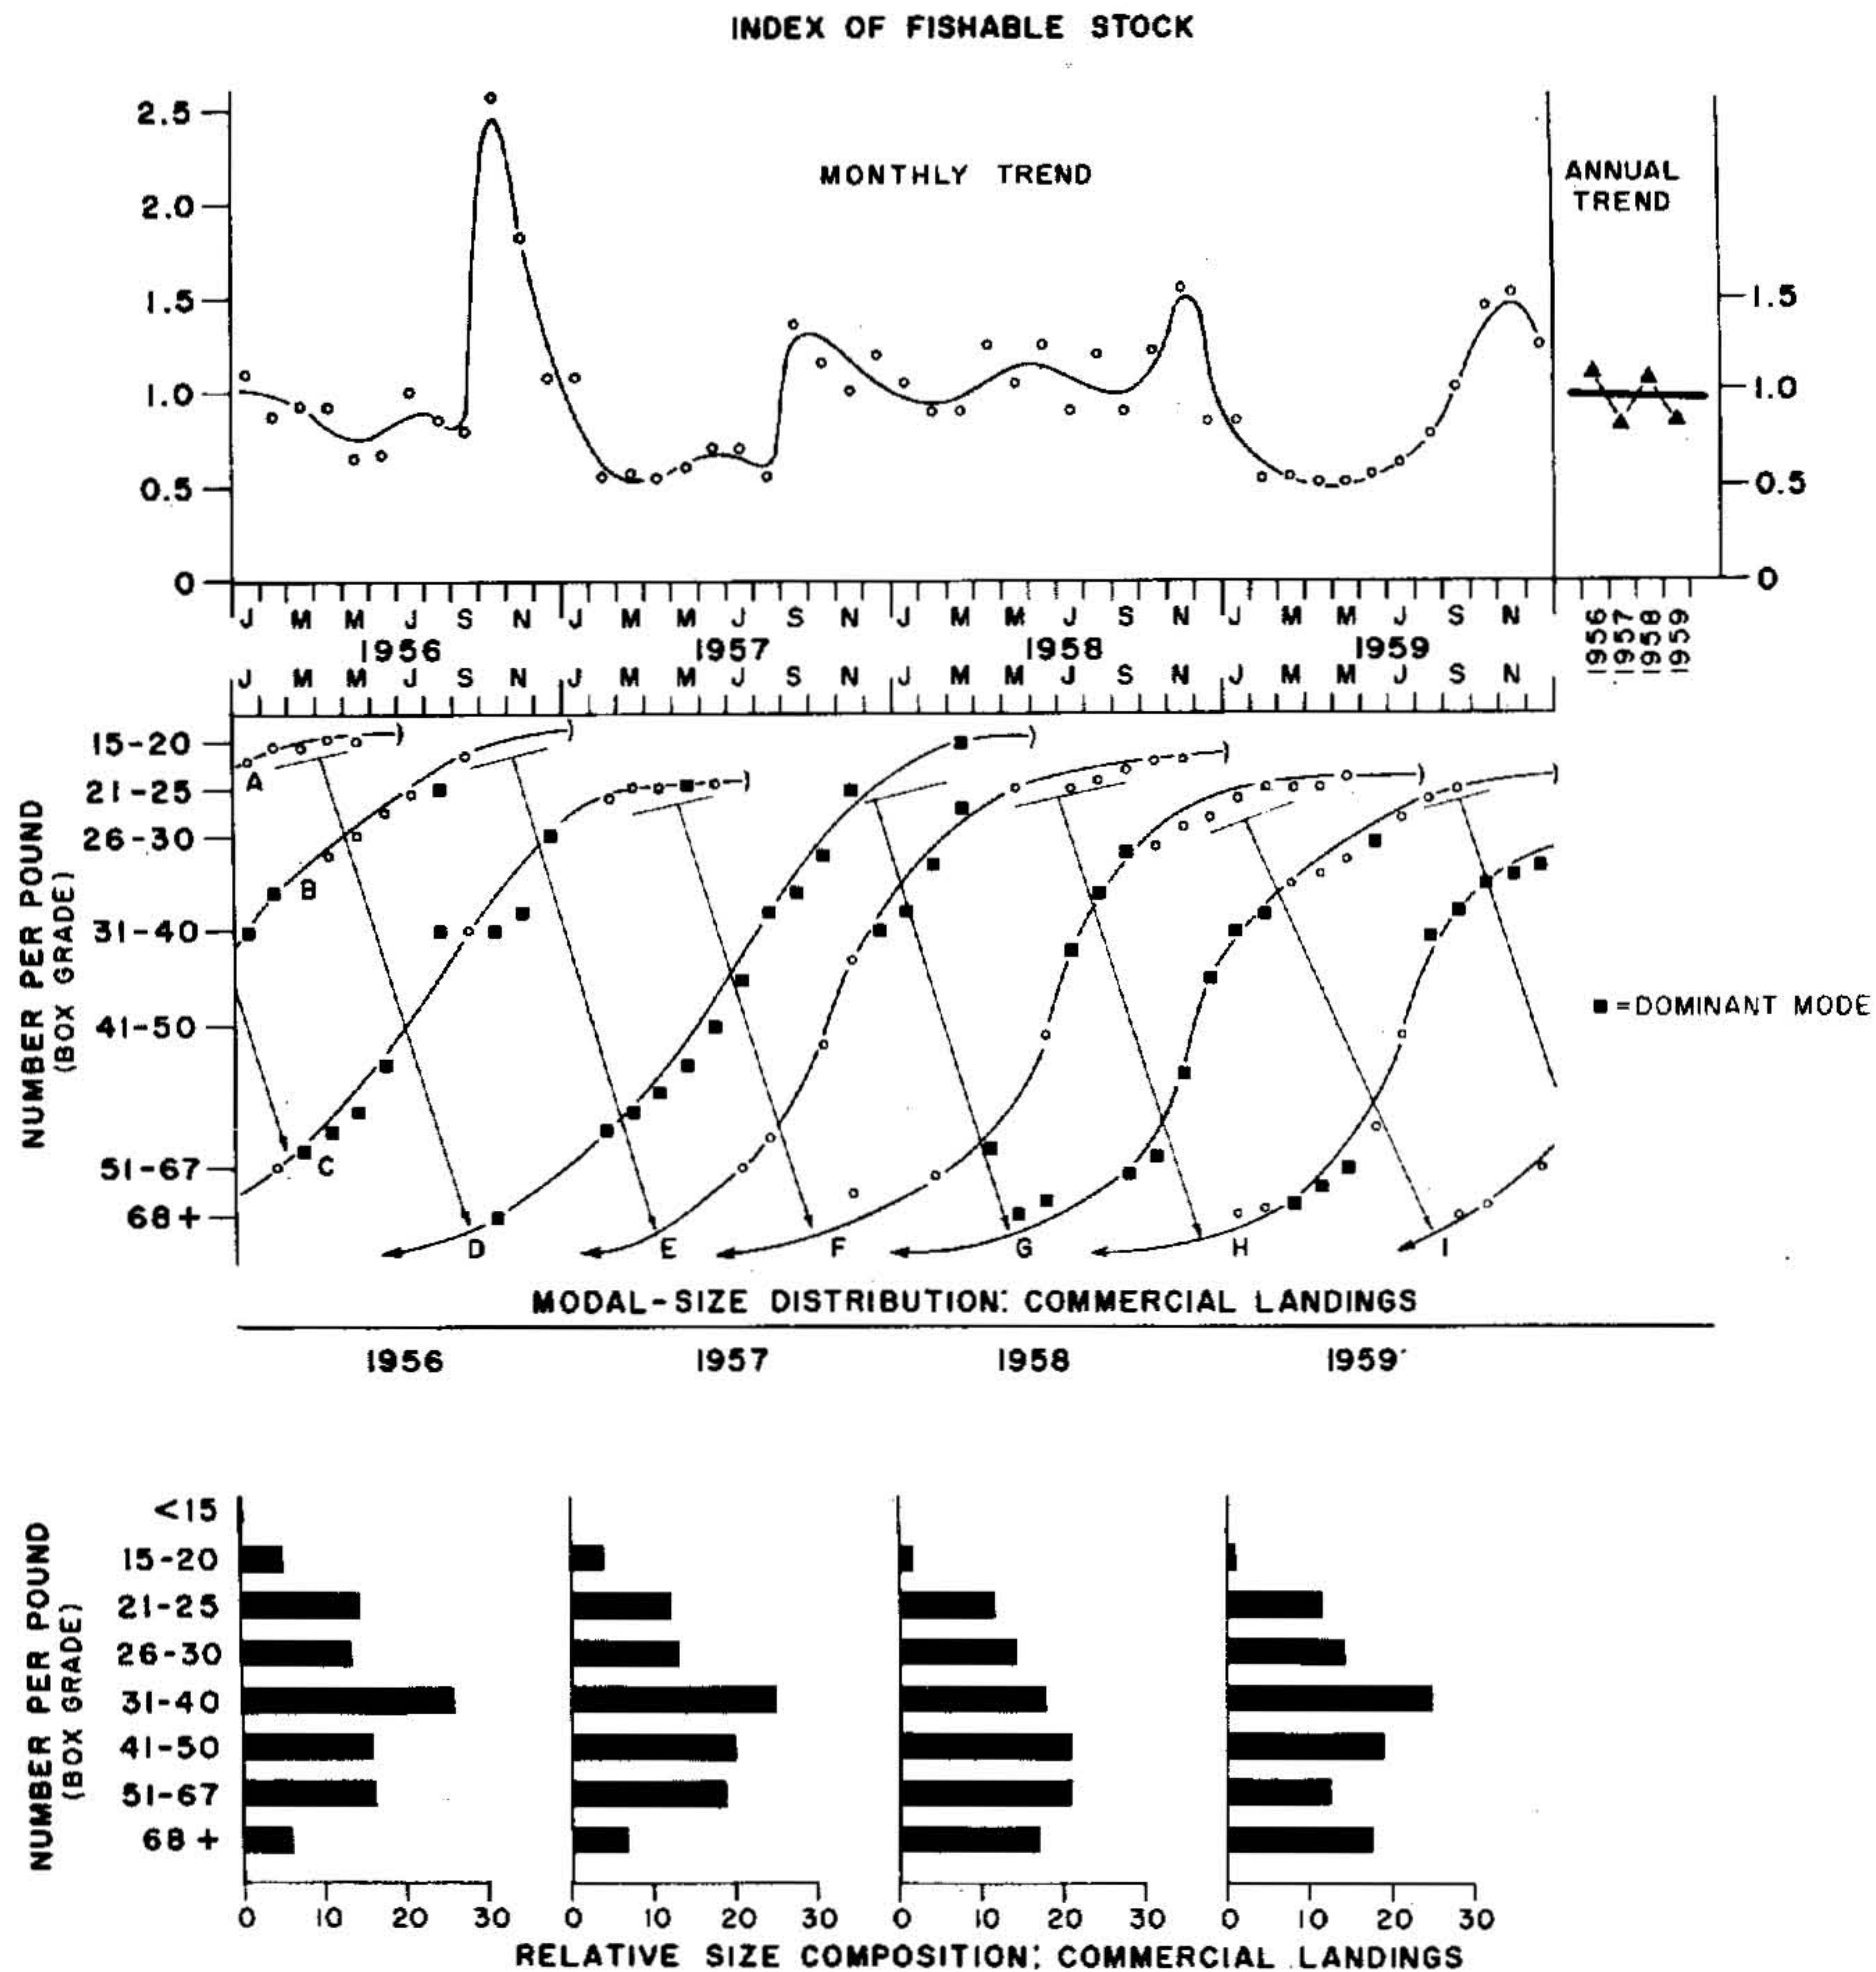 INDEX OF FISHABLE STOCK
2.5
2.0
1.5
1.0
0.5
0
MONTHLY TREND
ANNUAL
TREND
1.5
1.0
0.5
0
J M M J S N J M M J S N J M M J S N J M M J S N
1956 1957 1958 1959
1956
1957
1958
1959
J M M J S N J M M J S N J M M J S N J M M J S N
NUMBER PER POUND
(BOX GRADE)
15-20
21-25
26-30
31-40
41-50
51-67
68+
A
B
C
D E F G H I
■ = DOMINANT MODE
MODAL-SIZE DISTRIBUTION: COMMERCIAL LANDINGS
1956 1957 1958 1959
NUMBER PER POUND
(BOX GRADE)
<15
15-20
21-25
26-30
31-40
41-50
51-67
68+
0 10 20 30 0 10 20 30 0 10 20 30 0 10 20 30
RELATIVE SIZE COMPOSITION: COMMERCIAL LANDINGS